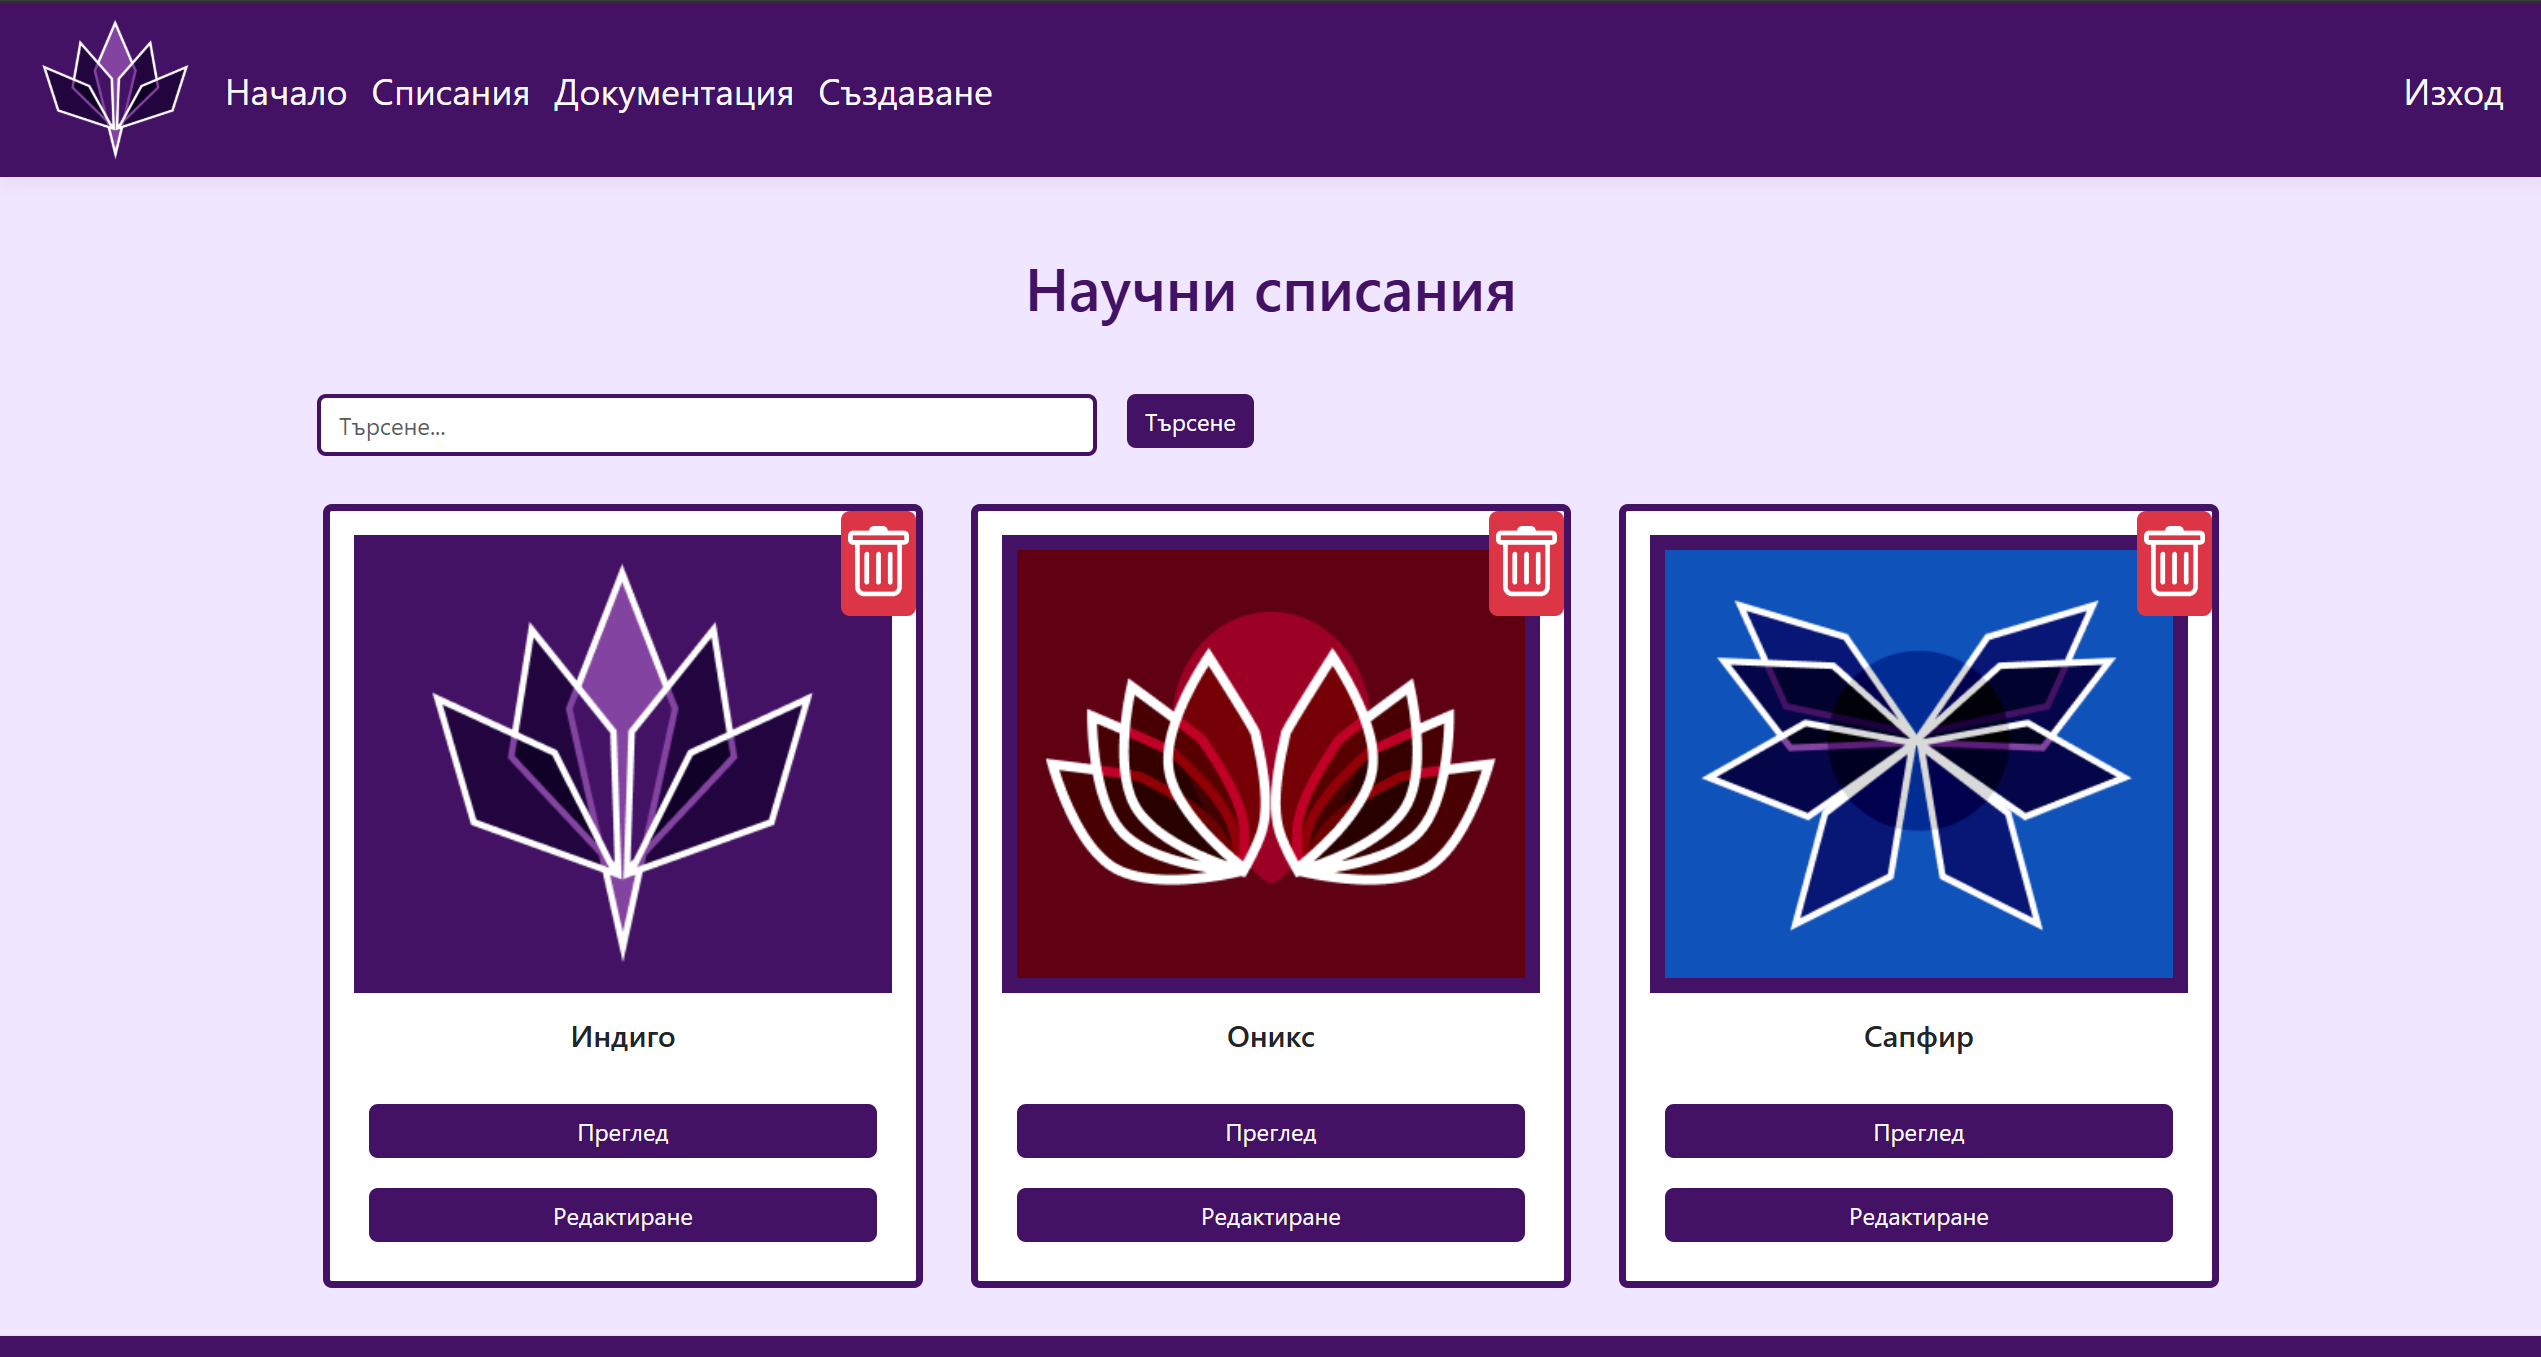 Начало Списания Документация Създаване Изход
Научни списания
Търсене... Търсене
Индиго
Преглед
Редактиране
Оникс
Преглед
Редактиране
Сапфир
Преглед
Редактиране